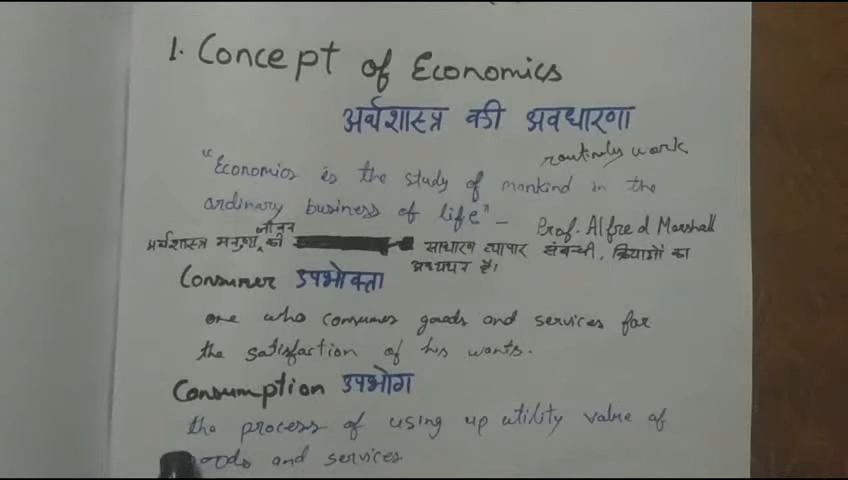 1. Concept of Economics
अर्थशास्त्र की अवधारणा
routinely work
"Economics is the study of mankind in the
ordinary business of life" – Prof. Alfred Marshall
जीवन
अर्थशास्त्र की साधारण व्यापार संबन्धी, क्रियाओं का
अध्ययन है।
Consumer उपभोक्ता
one who consumes goods and services for
the satisfaction of his wants.
Consumption उपभोग
the process of using up utility value of
goods and services